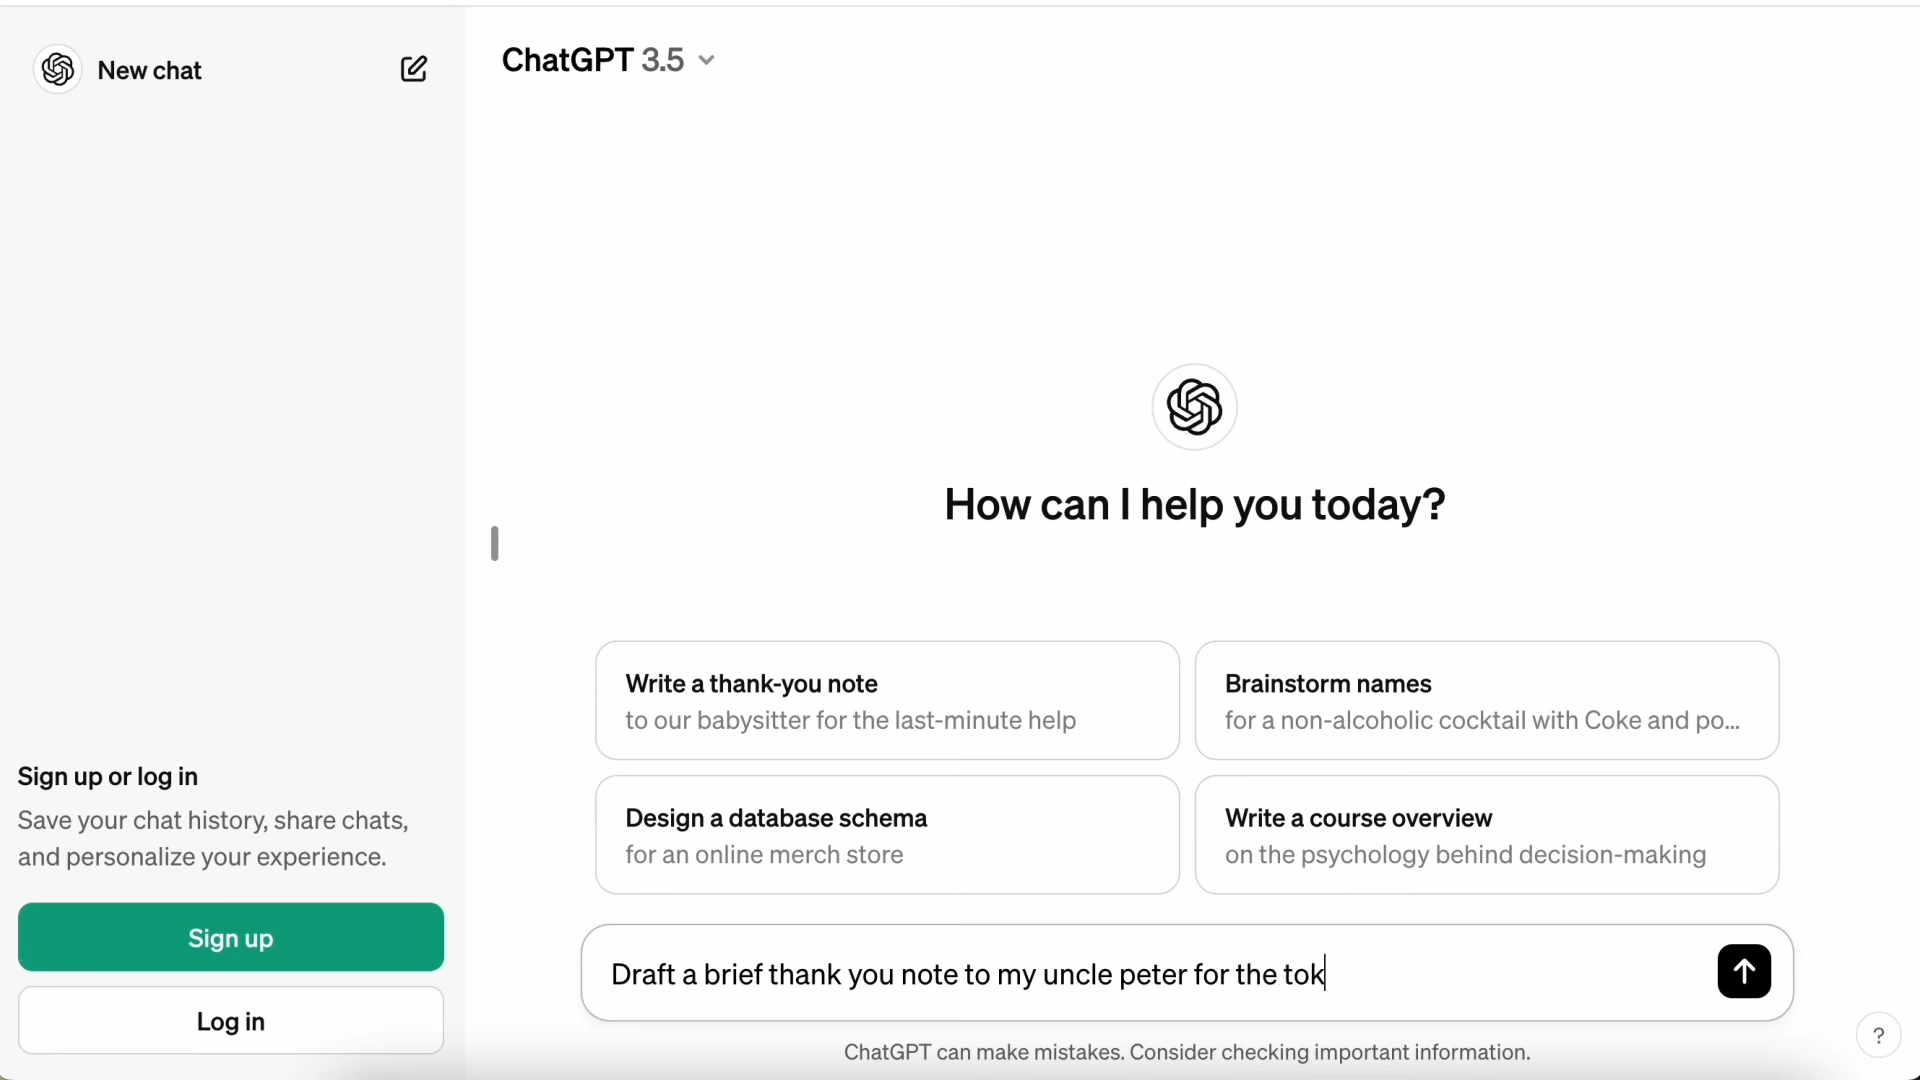 New chat
ChatGPT 3.5
How can I help you today?
Write a thank-you note
to our babysitter for the last-minute help
Brainstorm names
for a non-alcoholic cocktail with Coke and po...
Design a database schema
for an online merch store
Write a course overview
on the psychology behind decision-making
Sign up or log in
Save your chat history, share chats,
and personalize your experience.
Sign up
Log in
Draft a brief thank you note to my uncle peter for the tok
ChatGPT can make mistakes. Consider checking important information.
?